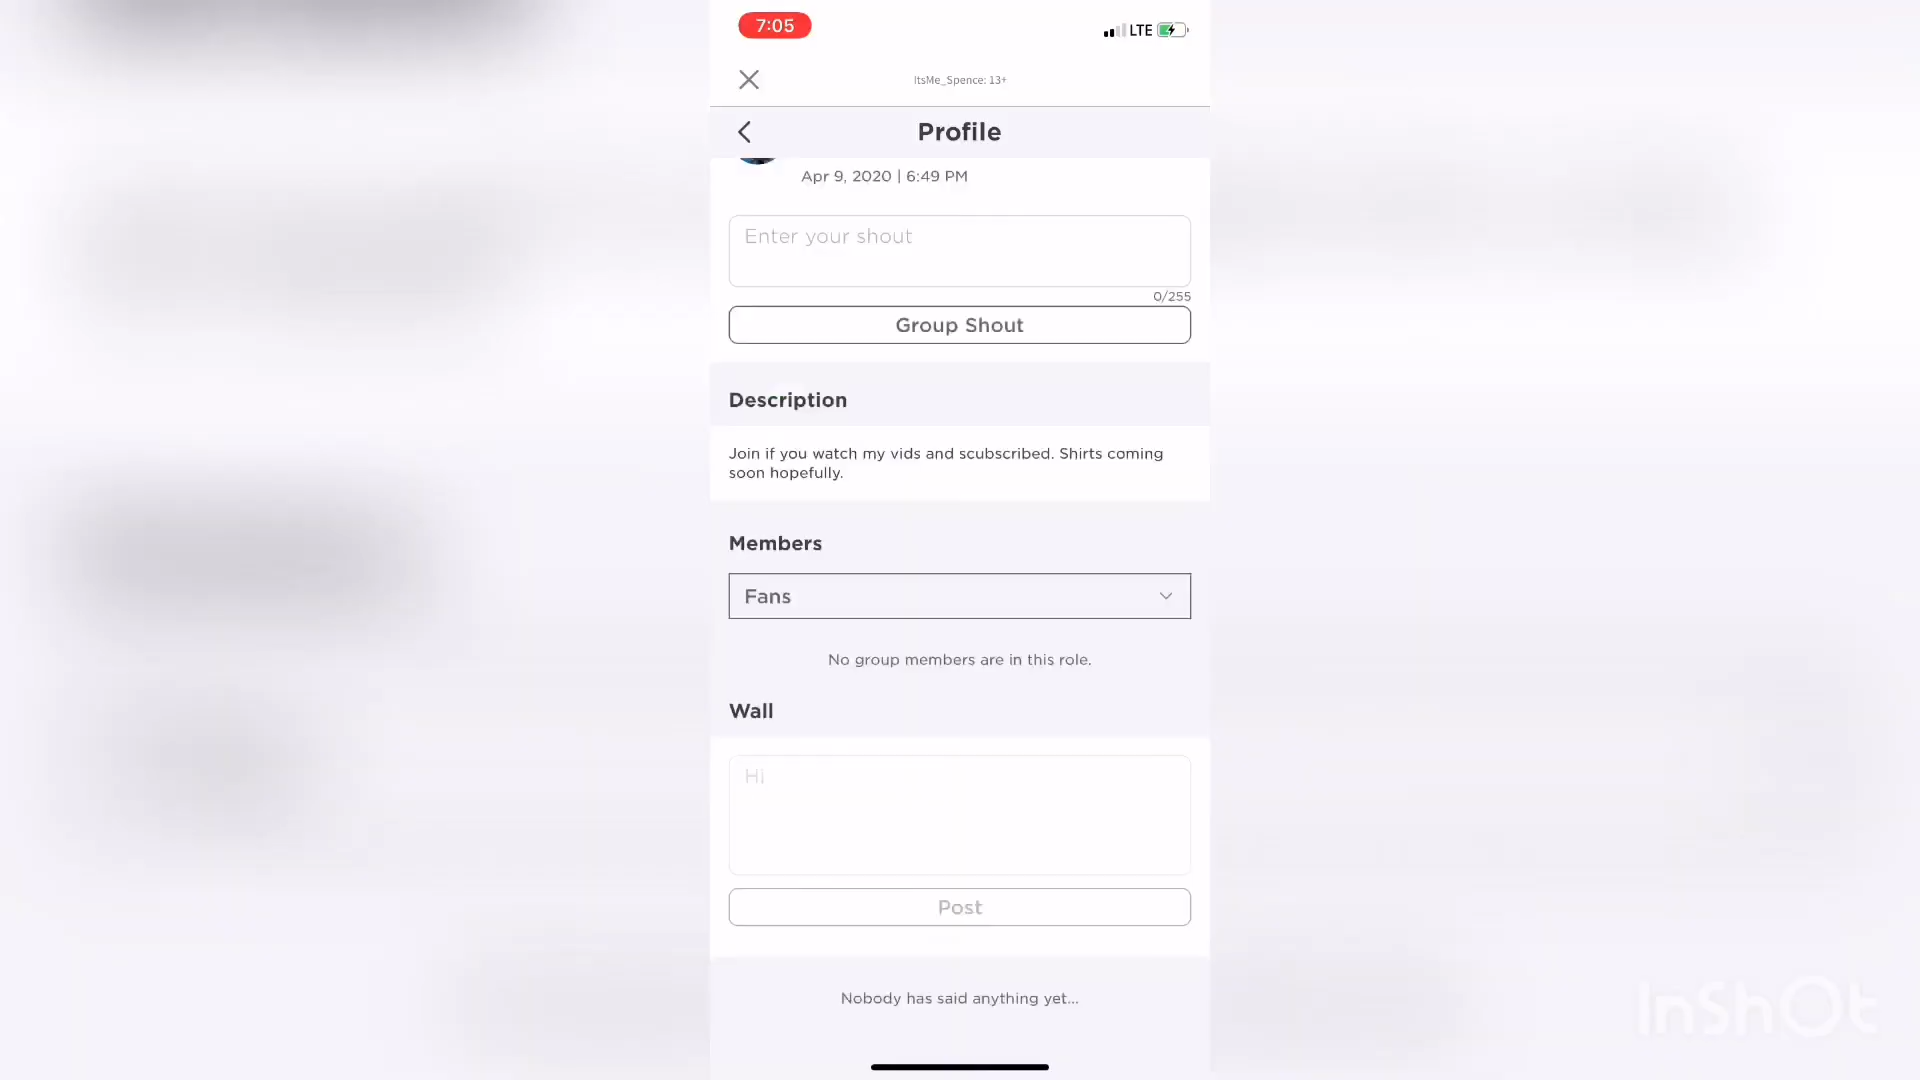 7:05
LTE
ItsMe_Spence: 13+
Profile
Apr 9, 2020 | 6:49 PM
Enter your shout
0/255
Group Shout
Description
Join if you watch my vids and scubscribed. Shirts coming
soon hopefully.
Members
Fans
No group members are in this role.
Wall
Hi
Post
Nobody has said anything yet...
InShOt